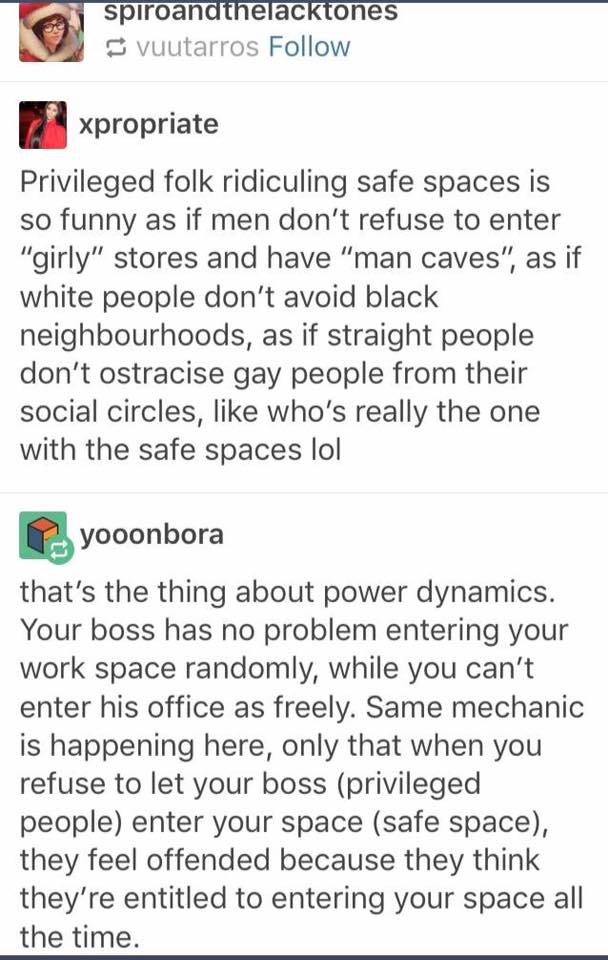 spiroandthelacktones
vuutarros Follow
xpropriate
Privileged folk ridiculing safe spaces is
so funny as if men don’t refuse to enter
“girly” stores and have “man caves”, as if
white people don’t avoid black
neighbourhoods, as if straight people
don’t ostracise gay people from their
social circles, like who’s really the one
with the safe spaces lol
yooonbora
that’s the thing about power dynamics.
Your boss has no problem entering your
work space randomly, while you can’t
enter his office as freely. Same mechanic
is happening here, only that when you
refuse to let your boss (privileged
people) enter your space (safe space),
they feel offended because they think
they’re entitled to entering your space all
the time.